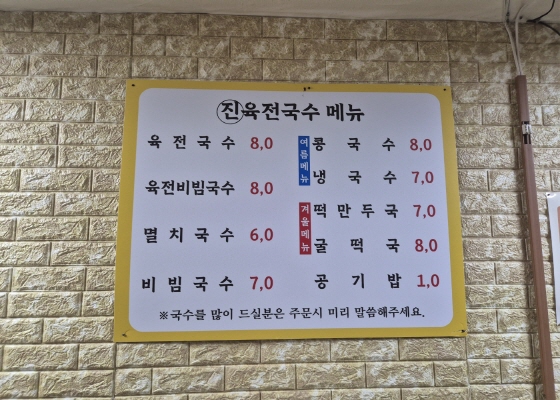 진육전국수 메뉴
육전국수 8,0
육전비빔국수 8,0
멸치국수 6,0
비빔국수 7,0
여름메뉴
콩국수 8,0
냉국수 7,0
겨울메뉴
떡만두국 7,0
굴떡국 8,0
공기밥 1,0
※국수를 많이 드실분은 주문시 미리 말씀해주세요.